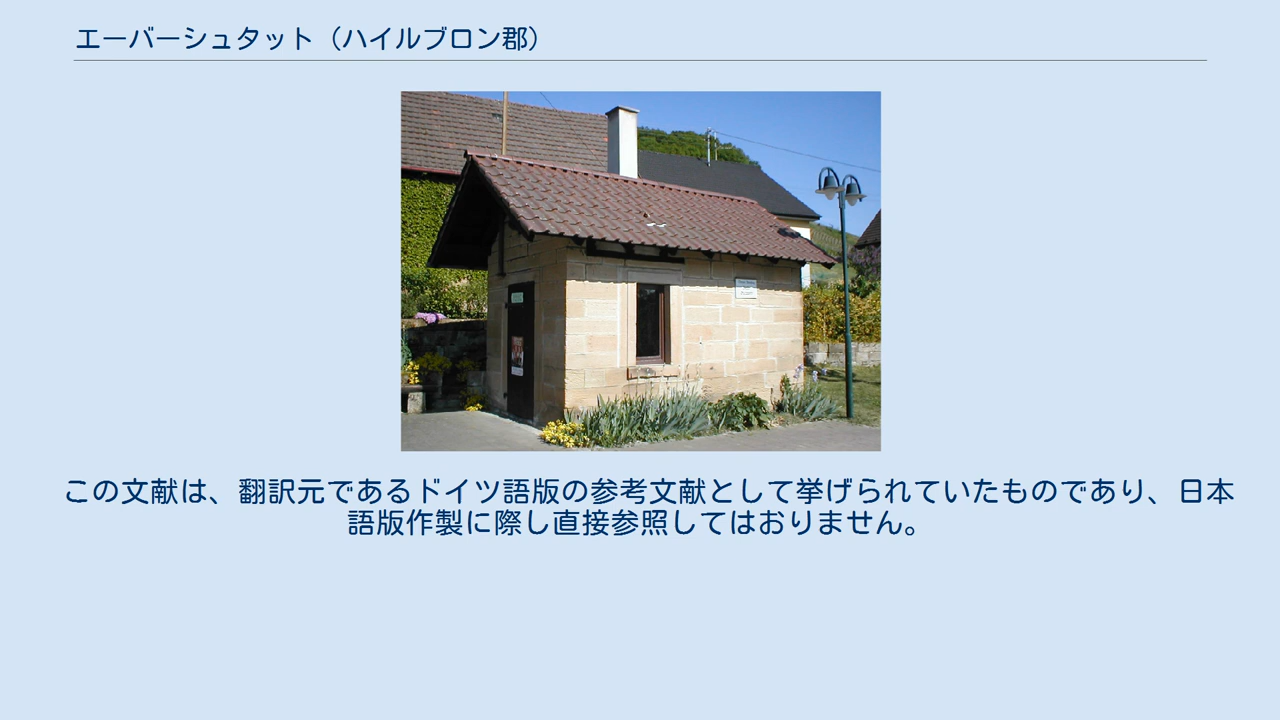 エーバーシュタット（ハイルブロン郡）
この文献は、翻訳元であるドイツ語版の参考文献として挙げられていたものであり、日本
語版作製に際し直接参照してはおりません。